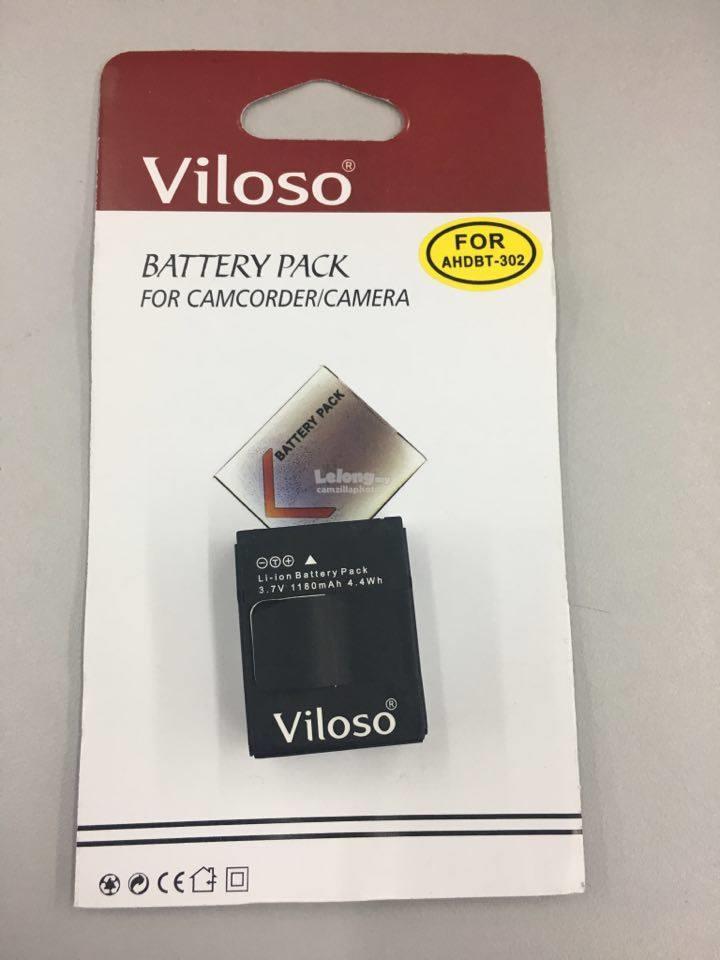 Viloso®
BATTERY PACK
FOR CAMCORDER/CAMERA
FOR
AHDBT-302
BATTERY PACK
Lelong.my
camzillaphoto
Li-ion Battery Pack
3.7V 1180mAh 4.4Wh
Viloso®
CE